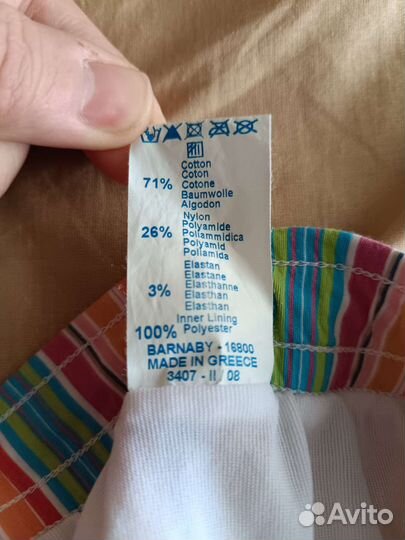 Cotton
Coton
71% Cotone
Baumwolle
Algodon
Nylon
Polyamide
26% Poliammidica
Polyamid
Poliamida
Elastan
Elastane
3% Elasthanne
Elasthan
Elasthan
Inner Lining
100% Polyester
BARNABY - 16800
MADE IN GREECE
3407 - II / 08
Avito